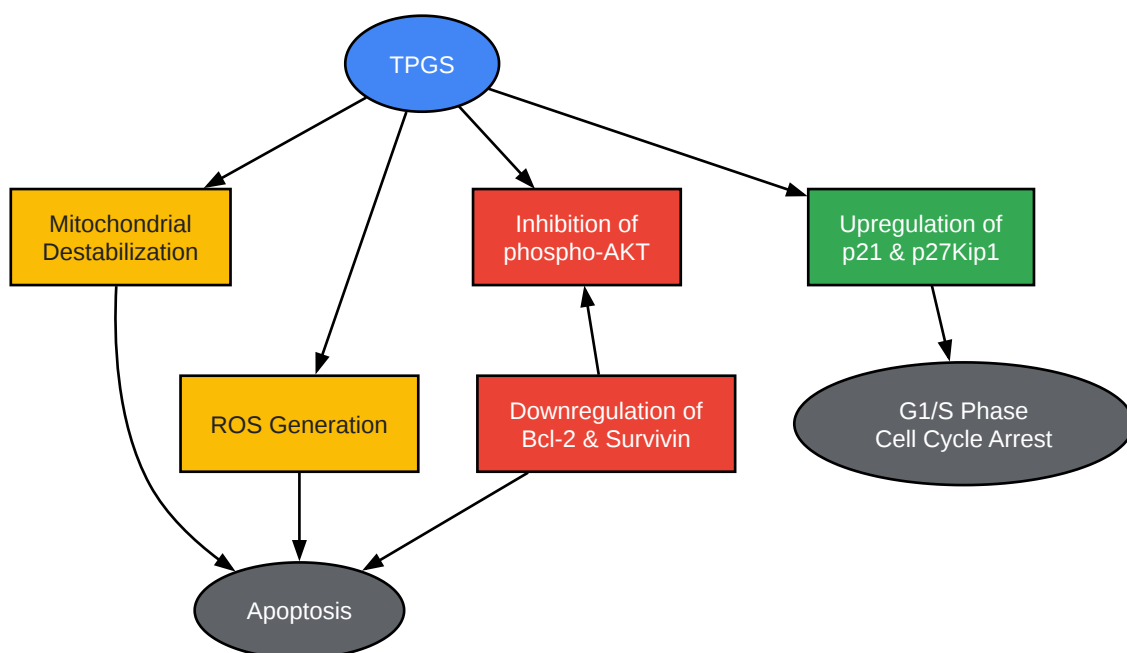 TPGS
Mitochondrial
Destabilization
Inhibition of
phospho-AKT
Upregulation of
p21 & p27Kip1
ROS Generation
Downregulation of
Bcl-2 & Survivin
G1/S Phase
Cell Cycle Arrest
Apoptosis